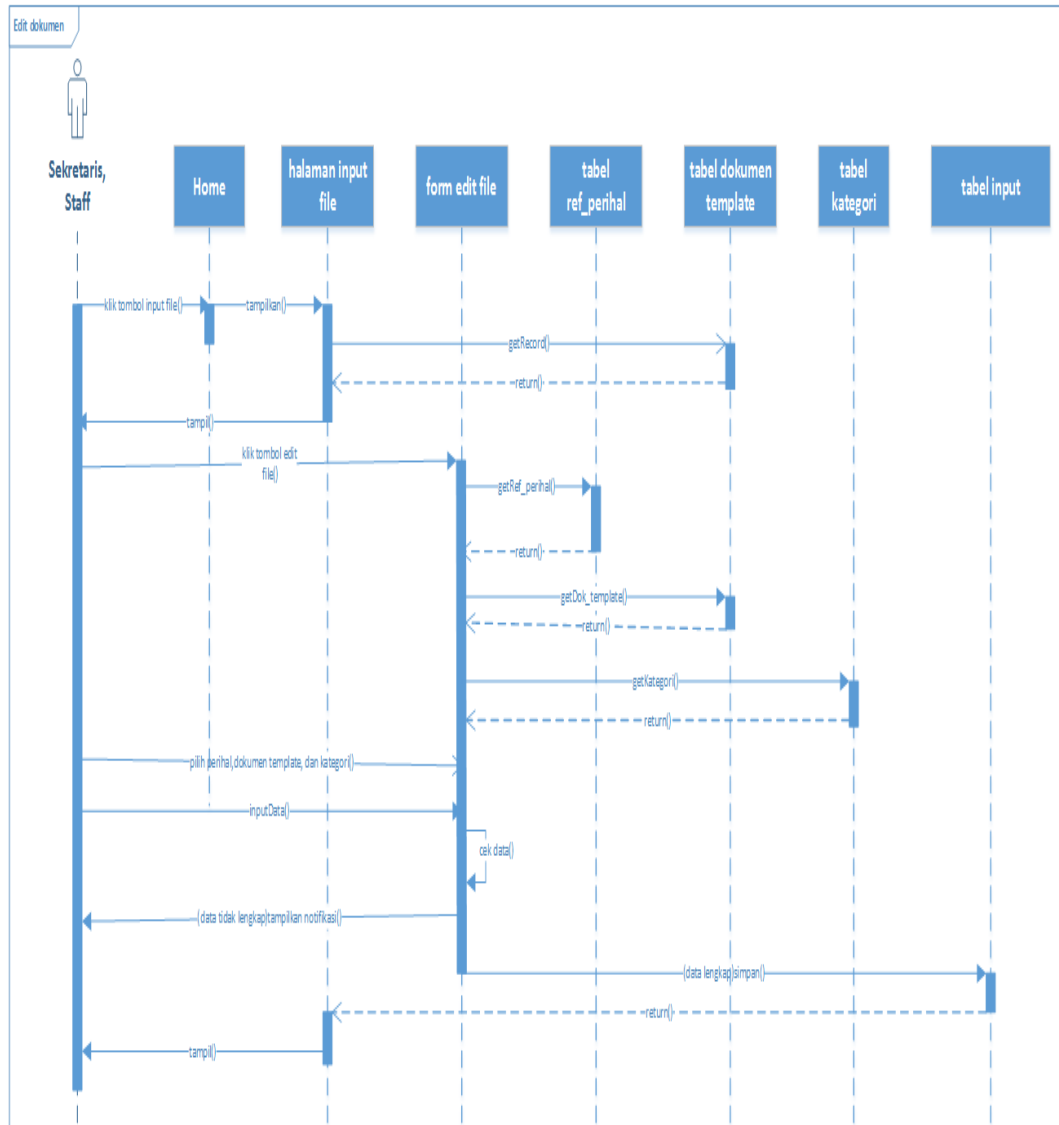 Edit dokumen
Sekretaris,
Staff
Home
halaman input
file
form edit file
tabel
ref_perihal
tabel dokumen
template
tabel
kategori
tabel input
klik tombol input file()
tampilkan()
getRecord()
return()
tampil()
klik tombol edit
file()
getRef_perihal()
return()
getDok_template()
return()
getKategori()
return()
pilih perihal,dokumen template, dan kategori()
inputData()
cek data()
( data tidak lengkap)tampilkan notifikasi()
(data lengkap)simpan()
return()
tampil()